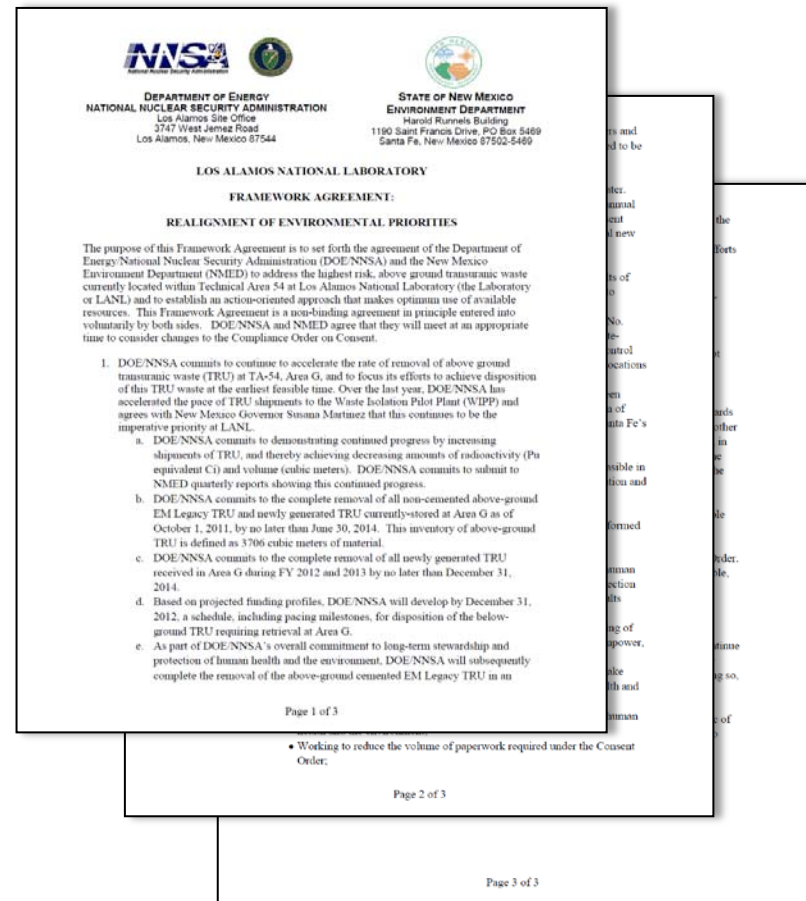 NNSA
National Nuclear Security Administration
DEPARTMENT OF ENERGY
NATIONAL NUCLEAR SECURITY ADMINISTRATION
Los Alamos Site Office
3747 West Jemez Road
Los Alamos, New Mexico 87544
STATE OF NEW MEXICO
ENVIRONMENT DEPARTMENT
Harold Runnels Building
1190 Saint Francis Drive, PO Box 5469
Santa Fe, New Mexico 87502-5469
LOS ALAMOS NATIONAL LABORATORY
FRAMEWORK AGREEMENT:
REALIGNMENT OF ENVIRONMENTAL PRIORITIES
The purpose of this Framework Agreement is to set forth the agreement of the Department of
Energy/National Nuclear Security Administration (DOE/NNSA) and the New Mexico
Environment Department (NMED) to address the highest risk, above ground transuranic waste
currently located within Technical Area 54 at Los Alamos National Laboratory (the Laboratory
or LANL) and to establish an action-oriented approach that makes optimum use of available
resources. This Framework Agreement is a non-binding agreement in principle entered into
voluntarily by both sides. DOE/NNSA and NMED agree that they will meet at an appropriate
time to consider changes to the Compliance Order on Consent.
1. DOE/NNSA commits to continue to accelerate the rate of removal of above ground
transuranic waste (TRU) at TA-54, Area G, and to focus its efforts to achieve disposition
of this TRU waste at the earliest feasible time. Over the last year, DOE/NNSA has
accelerated the pace of TRU shipments to the Waste Isolation Pilot Plant (WIPP) and
agrees with New Mexico Governor Susana Martinez that this continues to be the
imperative priority at LANL.
a. DOE/NNSA commits to demonstrating continued progress by increasing
shipments of TRU, and thereby achieving decreasing amounts of radioactivity (Pu
equivalent Ci) and volume (cubic meters). DOE/NNSA commits to submit to
NMED quarterly reports showing this continued progress.
b. DOE/NNSA commits to the complete removal of all non-cemented above-ground
EM Legacy TRU and newly generated TRU currently-stored at Area G as of
October 1, 2011, by no later than June 30, 2014. This inventory of above-ground
TRU is defined as 3706 cubic meters of material.
c. DOE/NNSA commits to the complete removal of all newly generated TRU
received in Area G during FY 2012 and 2013 by no later than December 31,
2014.
d. Based on projected funding profiles, DOE/NNSA will develop by December 31,
2012, a schedule, including pacing milestones, for disposition of the below-
ground TRU requiring retrieval at Area G.
e. As part of DOE/NNSA's overall commitment to long-term stewardship and
protection of human health and the environment, DOE/NNSA will subsequently
complete the removal of the above-ground cemented EM Legacy TRU in an
Page 1 of 3
• Working to reduce the volume of paperwork required under the Consent
Order;
Page 2 of 3
Page 3 of 3